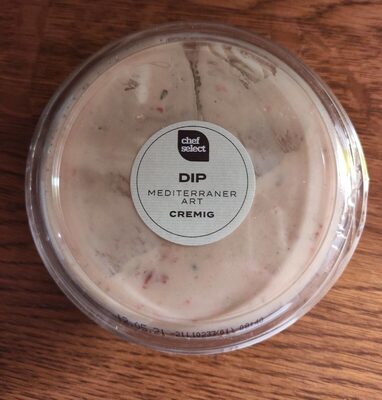 chef
select
DIP
MEDITERRANER
ART
CREMIG